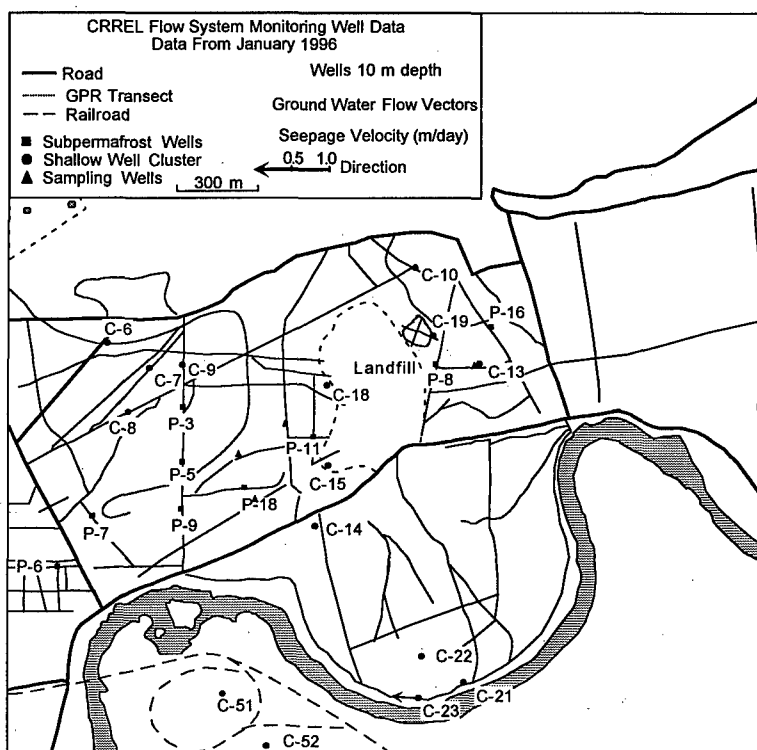 CRREL Flow System Monitoring Well Data
Data From January 1996
Road
Wells 10 m depth
GPR Transect
Ground Water Flow Vectors
Railroad
Seepage Velocity (m/day)
Subpermafrost Wells
Shallow Well Cluster
0.5 1.0
Direction
Sampling Wells
300 m
C-10
P-16
C-6
C-19
C-9
Landfill
C-13
C-7
P-8
C-18
C-8
P-3
P-11
P-5
C-15
P-18
P-9
P-7
C-14
P-6
C-22
C-21
C-51
C-23
C-52